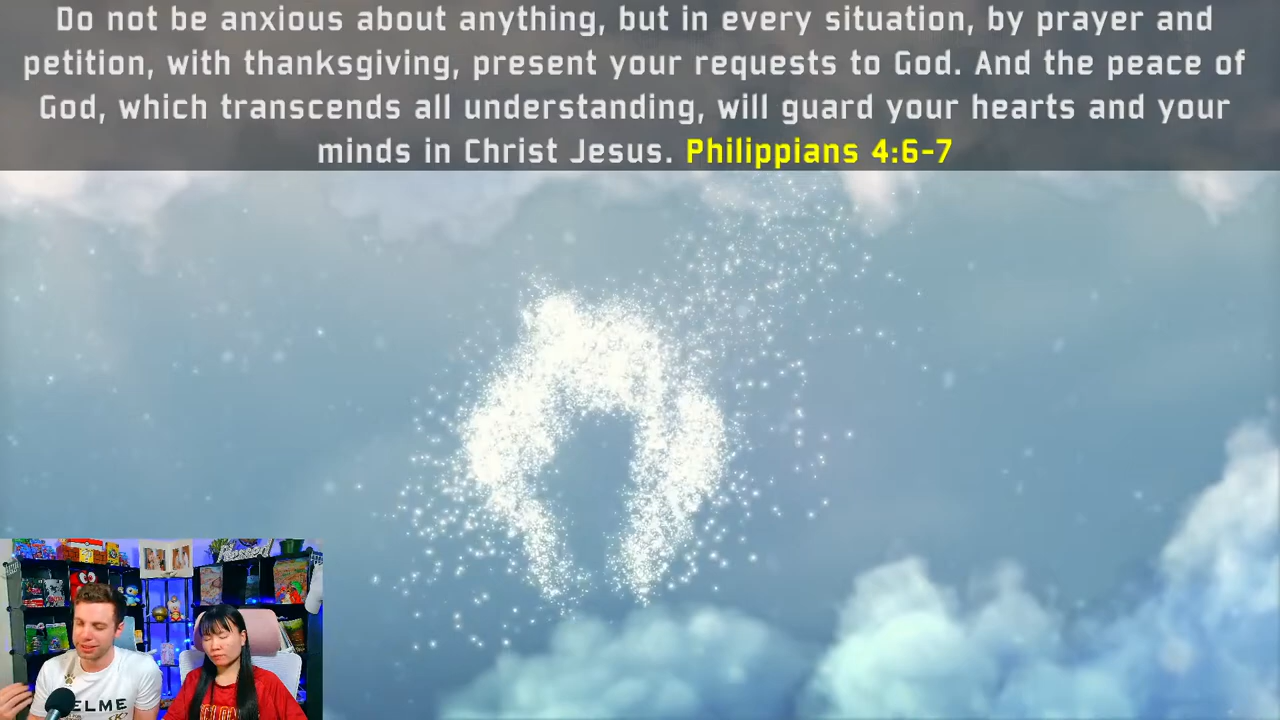 Do not be anxious about anything, but in every situation, by prayer and
petition, with thanksgiving, present your requests to God. And the peace of
God, which transcends all understanding, will guard your hearts and your
minds in Christ Jesus. Philippians 4:6-7
Blessed
ELME